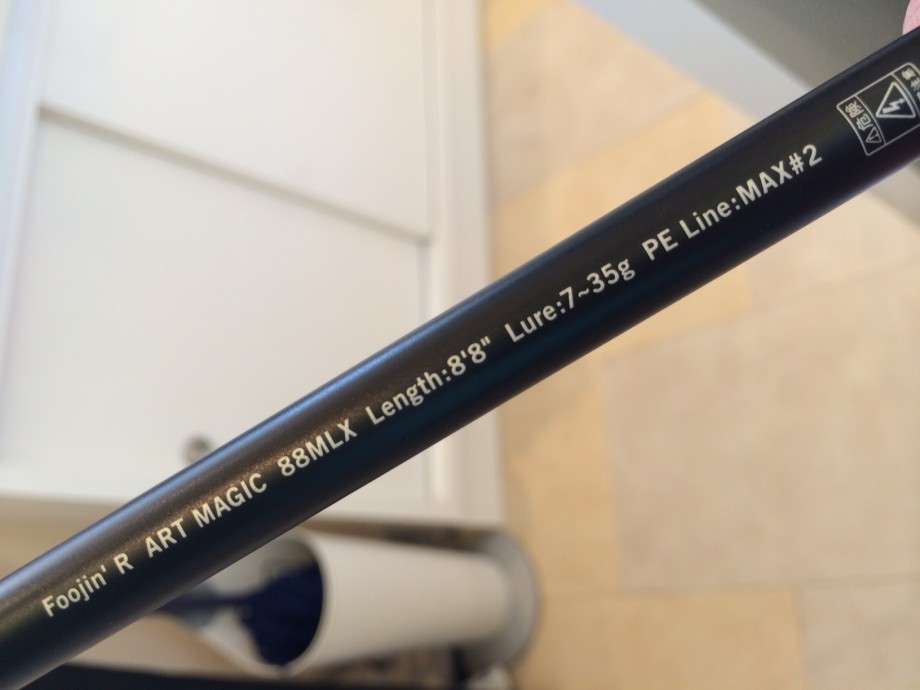 Foojin' R ART MAGIC 88MLX Length:8'8" Lure:7~35g PE Line:MAX#2
⚠危険